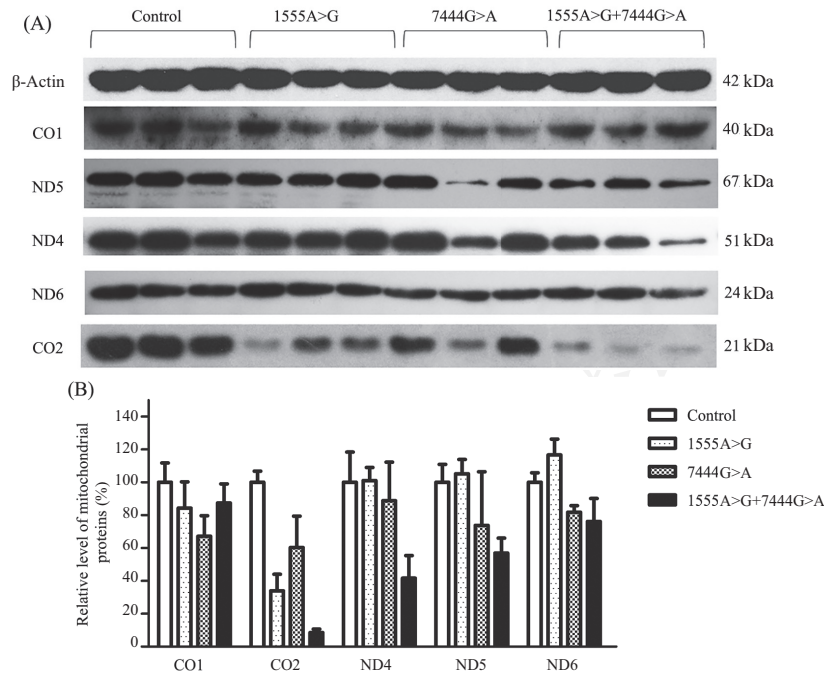 (A)
Control 1555A>G 7444G>A 1555A>G+7444G>A
β-Actin 42 kDa
CO1 40 kDa
ND5 67 kDa
ND4 51 kDa
ND6 24 kDa
CO2 21 kDa
(B)
Relative level of mitochondrial
proteins (%)
140
120
100
80
60
40
20
0
CO1 CO2 ND4 ND5 ND6
Control
1555A>G
7444G>A
1555A>G+7444G>A